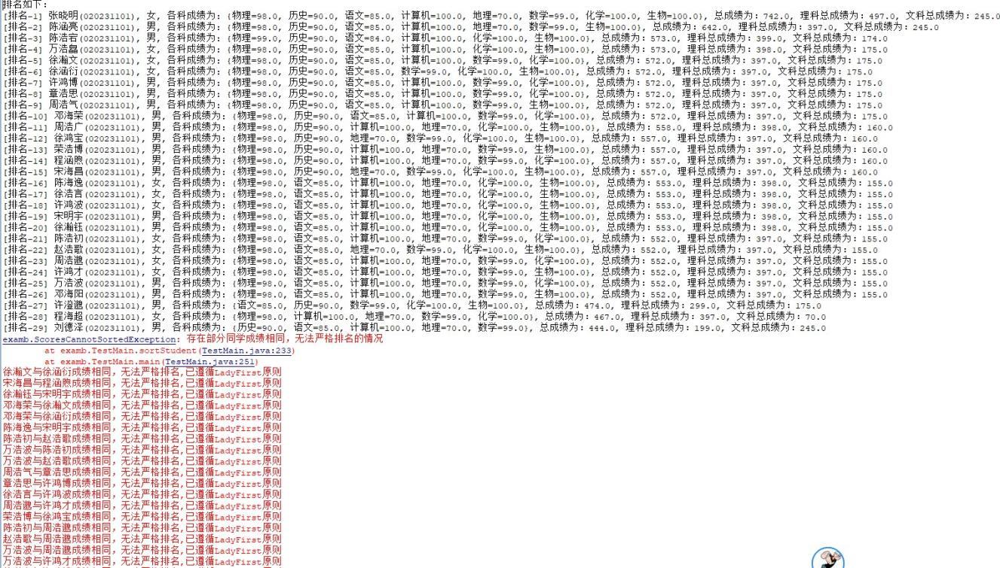 排名如下：
[排名-1] 张晓明(020231101), 女, 各科成绩为: {物理=98.0, 历史=90.0, 语文=85.0, 计算机=100.0, 地理=70.0, 数学=99.0, 化学=100.0, 生物=100.0}, 总成绩为: 742.0, 理科总成绩为: 497.0, 文科总成绩为: 245.0
[排名-2] 陈涵亮(020231101), 男, 各科成绩为: {物理=98.0, 历史=90.0, 语文=85.0, 计算机=100.0, 地理=70.0, 数学=99.0, 生物=100.0}, 总成绩为: 642.0, 理科总成绩为: 397.0, 文科总成绩为: 245.0
[排名-3] 陈浩宕(020231101), 男, 各科成绩为: {物理=99.0, 历史=90.0, 语文=84.0, 计算机=100.0, 化学=100.0, 生物=100.0}, 总成绩为: 573.0, 理科总成绩为: 399.0, 文科总成绩为: 174.0
[排名-4] 万浩磊(020231101), 男, 各科成绩为: {物理=98.0, 历史=90.0, 语文=85.0, 计算机=100.0, 化学=100.0, 生物=100.0}, 总成绩为: 573.0, 理科总成绩为: 398.0, 文科总成绩为: 175.0
[排名-5] 徐瀚文(020231101), 女, 各科成绩为: {物理=98.0, 历史=90.0, 语文=85.0, 计算机=100.0, 数学=99.0, 化学=100.0}, 总成绩为: 572.0, 理科总成绩为: 397.0, 文科总成绩为: 175.0
[排名-6] 徐涵衍(020231101), 女, 各科成绩为: {物理=98.0, 历史=90.0, 语文=85.0, 数学=99.0, 化学=100.0, 生物=100.0}, 总成绩为: 572.0, 理科总成绩为: 397.0, 文科总成绩为: 175.0
[排名-7] 许鸿博(020231101), 男, 各科成绩为: {物理=98.0, 历史=90.0, 语文=85.0, 计算机=100.0, 数学=99.0, 生物=100.0}, 总成绩为: 572.0, 理科总成绩为: 397.0, 文科总成绩为: 175.0
[排名-8] 章浩思(020231101), 男, 各科成绩为: {物理=98.0, 历史=90.0, 语文=85.0, 计算机=100.0, 数学=99.0, 生物=100.0}, 总成绩为: 572.0, 理科总成绩为: 397.0, 文科总成绩为: 175.0
[排名-9] 周浩气(020231101), 男, 各科成绩为: {物理=98.0, 历史=90.0, 语文=85.0, 计算机=100.0, 数学=99.0, 生物=100.0}, 总成绩为: 572.0, 理科总成绩为: 397.0, 文科总成绩为: 175.0
[排名-10] 邓海荣(020231101), 男, 各科成绩为: {物理=98.0, 历史=90.0, 语文=85.0, 计算机=100.0, 数学=99.0, 化学=100.0}, 总成绩为: 572.0, 理科总成绩为: 397.0, 文科总成绩为: 175.0
[排名-11] 周浩广(020231101), 男, 各科成绩为: {物理=98.0, 历史=90.0, 计算机=100.0, 地理=70.0, 化学=100.0, 生物=100.0}, 总成绩为: 558.0, 理科总成绩为: 398.0, 文科总成绩为: 160.0
[排名-12] 徐鸿宝(020231101), 男, 各科成绩为: {物理=98.0, 历史=90.0, 地理=70.0, 数学=99.0, 化学=100.0, 生物=100.0}, 总成绩为: 557.0, 理科总成绩为: 397.0, 文科总成绩为: 160.0
[排名-13] 荣浩博(020231101), 男, 各科成绩为: {物理=98.0, 历史=90.0, 计算机=100.0, 地理=70.0, 数学=99.0, 生物=100.0}, 总成绩为: 557.0, 理科总成绩为: 397.0, 文科总成绩为: 160.0
[排名-14] 程涵煦(020231101), 男, 各科成绩为: {物理=98.0, 历史=90.0, 计算机=100.0, 地理=70.0, 数学=99.0, 化学=100.0}, 总成绩为: 557.0, 理科总成绩为: 397.0, 文科总成绩为: 160.0
[排名-15] 宋海昌(020231101), 男, 各科成绩为: {物理=98.0, 历史=90.0, 地理=70.0, 数学=99.0, 化学=100.0, 生物=100.0}, 总成绩为: 557.0, 理科总成绩为: 397.0, 文科总成绩为: 160.0
[排名-16] 陈海逸(020231101), 女, 各科成绩为: {物理=98.0, 语文=85.0, 计算机=100.0, 地理=70.0, 化学=100.0, 生物=100.0}, 总成绩为: 553.0, 理科总成绩为: 398.0, 文科总成绩为: 155.0
[排名-17] 徐浩言(020231101), 女, 各科成绩为: {物理=98.0, 语文=85.0, 计算机=100.0, 地理=70.0, 化学=100.0, 生物=100.0}, 总成绩为: 553.0, 理科总成绩为: 398.0, 文科总成绩为: 155.0
[排名-18] 许鸿波(020231101), 女, 各科成绩为: {物理=98.0, 语文=85.0, 计算机=100.0, 地理=70.0, 化学=100.0, 生物=100.0}, 总成绩为: 553.0, 理科总成绩为: 398.0, 文科总成绩为: 155.0
[排名-19] 宋明宇(020231101), 男, 各科成绩为: {物理=98.0, 语文=85.0, 计算机=100.0, 地理=70.0, 化学=100.0, 生物=100.0}, 总成绩为: 553.0, 理科总成绩为: 398.0, 文科总成绩为: 155.0
[排名-20] 徐瀚钰(020231101), 男, 各科成绩为: {物理=98.0, 语文=85.0, 计算机=100.0, 地理=70.0, 化学=100.0, 生物=100.0}, 总成绩为: 553.0, 理科总成绩为: 398.0, 文科总成绩为: 155.0
[排名-21] 陈浩初(020231101), 女, 各科成绩为: {物理=98.0, 语文=85.0, 计算机=100.0, 地理=70.0, 数学=99.0, 化学=100.0}, 总成绩为: 552.0, 理科总成绩为: 397.0, 文科总成绩为: 155.0
[排名-22] 赵浩歌(020231101), 女, 各科成绩为: {物理=98.0, 语文=85.0, 地理=70.0, 数学=99.0, 化学=100.0, 生物=100.0}, 总成绩为: 552.0, 理科总成绩为: 397.0, 文科总成绩为: 155.0
[排名-23] 周浩邈(020231101), 女, 各科成绩为: {物理=98.0, 语文=85.0, 计算机=100.0, 地理=70.0, 数学=99.0, 化学=100.0}, 总成绩为: 552.0, 理科总成绩为: 397.0, 文科总成绩为: 155.0
[排名-24] 许鸿才(020231101), 女, 各科成绩为: {物理=98.0, 语文=85.0, 计算机=100.0, 地理=70.0, 数学=99.0, 生物=100.0}, 总成绩为: 552.0, 理科总成绩为: 397.0, 文科总成绩为: 155.0
[排名-25] 万浩波(020231101), 男, 各科成绩为: {物理=98.0, 语文=85.0, 计算机=100.0, 地理=70.0, 数学=99.0, 化学=100.0}, 总成绩为: 552.0, 理科总成绩为: 397.0, 文科总成绩为: 155.0
[排名-26] 邓海阳(020231101), 男, 各科成绩为: {物理=98.0, 语文=85.0, 计算机=100.0, 地理=70.0, 数学=99.0, 生物=100.0}, 总成绩为: 552.0, 理科总成绩为: 397.0, 文科总成绩为: 155.0
[排名-27] 许澄邈(020231101), 男, 各科成绩为: {语文=85.0, 历史=90.0, 数学=99.0, 化学=100.0, 生物=100.0}, 总成绩为: 474.0, 理科总成绩为: 299.0, 文科总成绩为: 175.0
[排名-28] 程海超(020231101), 男, 各科成绩为: {物理=98.0, 计算机=100.0, 地理=70.0, 数学=99.0, 化学=100.0}, 总成绩为: 467.0, 理科总成绩为: 397.0, 文科总成绩为: 70.0
[排名-29] 刘德泽(020231101), 男, 各科成绩为: {历史=90.0, 语文=85.0, 计算机=100.0, 地理=70.0, 数学=99.0}, 总成绩为: 444.0, 理科总成绩为: 199.0, 文科总成绩为: 245.0
examb.ScoresCannotSortedException: 存在部分同学成绩相同，无法严格排名的情况
at examb.TestMain.sortStudent(TestMain.java:233)
at examb.TestMain.main(TestMain.java:251)
徐瀚文与徐涵衍成绩相同，无法严格排名,已遵循LadyFirst原则
宋海昌与程涵煦成绩相同，无法严格排名,已遵循LadyFirst原则
徐瀚钰与宋明宇成绩相同，无法严格排名,已遵循LadyFirst原则
邓海荣与徐瀚文成绩相同，无法严格排名,已遵循LadyFirst原则
邓海荣与徐涵衍成绩相同，无法严格排名,已遵循LadyFirst原则
陈海逸与宋明宇成绩相同，无法严格排名,已遵循LadyFirst原则
陈浩初与赵浩歌成绩相同，无法严格排名,已遵循LadyFirst原则
万浩波与陈浩初成绩相同，无法严格排名,已遵循LadyFirst原则
万浩波与赵浩歌成绩相同，无法严格排名,已遵循LadyFirst原则
周浩气与章浩思成绩相同，无法严格排名,已遵循LadyFirst原则
章浩思与许鸿博成绩相同，无法严格排名,已遵循LadyFirst原则
徐浩言与许鸿波成绩相同，无法严格排名,已遵循LadyFirst原则
周浩邈与许鸿才成绩相同，无法严格排名,已遵循LadyFirst原则
荣浩博与徐鸿宝成绩相同，无法严格排名,已遵循LadyFirst原则
陈浩初与周浩邈成绩相同，无法严格排名,已遵循LadyFirst原则
赵浩歌与周浩邈成绩相同，无法严格排名,已遵循LadyFirst原则
万浩波与周浩邈成绩相同，无法严格排名,已遵循LadyFirst原则
万浩波与许鸿才成绩相同，无法严格排名,已遵循LadyFirst原则